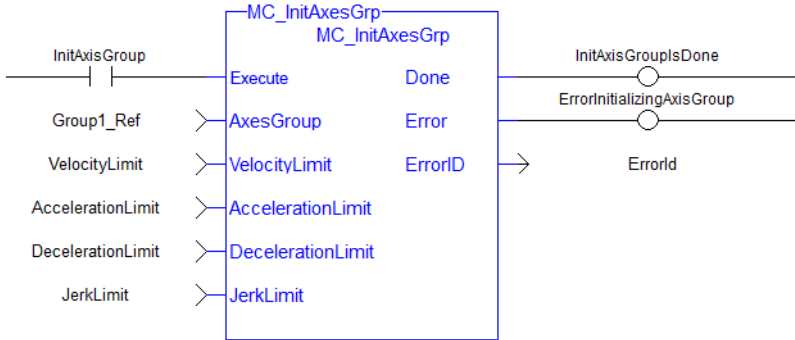 MC_InitAxesGrp
MC_InitAxesGrp
InitAxisGroup
InitAxisGroupIsDone
Execute
Done
ErrorInitializingAxisGroup
Group1_Ref
AxesGroup
Error
VelocityLimit
VelocityLimit
ErrorID
ErrorId
AccelerationLimit
AccelerationLimit
DecelerationLimit
DecelerationLimit
JerkLimit
JerkLimit